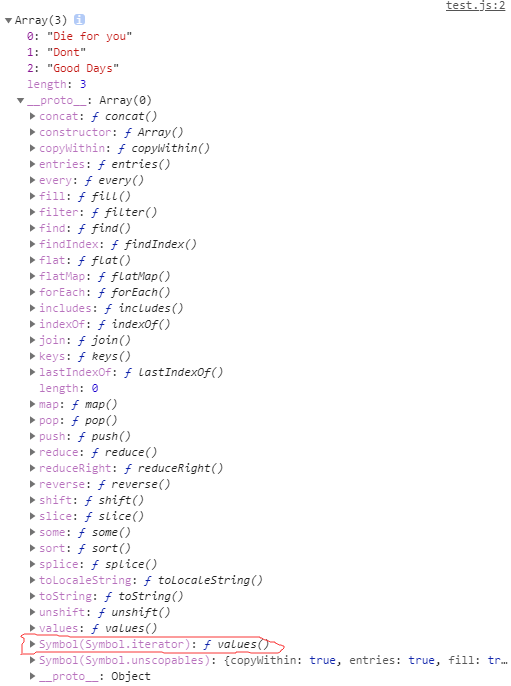 test.js:2
▼Array(3) i
0: "Die for you"
1: "Dont"
2: "Good Days"
length: 3
▼__proto__: Array(0)
▶concat: ƒ concat()
▶constructor: ƒ Array()
▶copyWithin: ƒ copyWithin()
▶entries: ƒ entries()
▶every: ƒ every()
▶fill: ƒ fill()
▶filter: ƒ filter()
▶find: ƒ find()
▶findIndex: ƒ findIndex()
▶flat: ƒ flat()
▶flatMap: ƒ flatMap()
▶forEach: ƒ forEach()
▶includes: ƒ includes()
▶indexOf: ƒ indexOf()
▶join: ƒ join()
▶keys: ƒ keys()
▶lastIndexOf: ƒ lastIndexOf()
length: 0
▶map: ƒ map()
▶pop: ƒ pop()
▶push: ƒ push()
▶reduce: ƒ reduce()
▶reduceRight: ƒ reduceRight()
▶reverse: ƒ reverse()
▶shift: ƒ shift()
▶slice: ƒ slice()
▶some: ƒ some()
▶sort: ƒ sort()
▶splice: ƒ splice()
▶toLocaleString: ƒ toLocaleString()
▶toString: ƒ toString()
▶unshift: ƒ unshift()
▶values: ƒ values()
▶Symbol(Symbol.iterator): ƒ values()
▶Symbol(Symbol.unscopables): {copyWithin: true, entries: true, fill: tr…
▶__proto__: Object